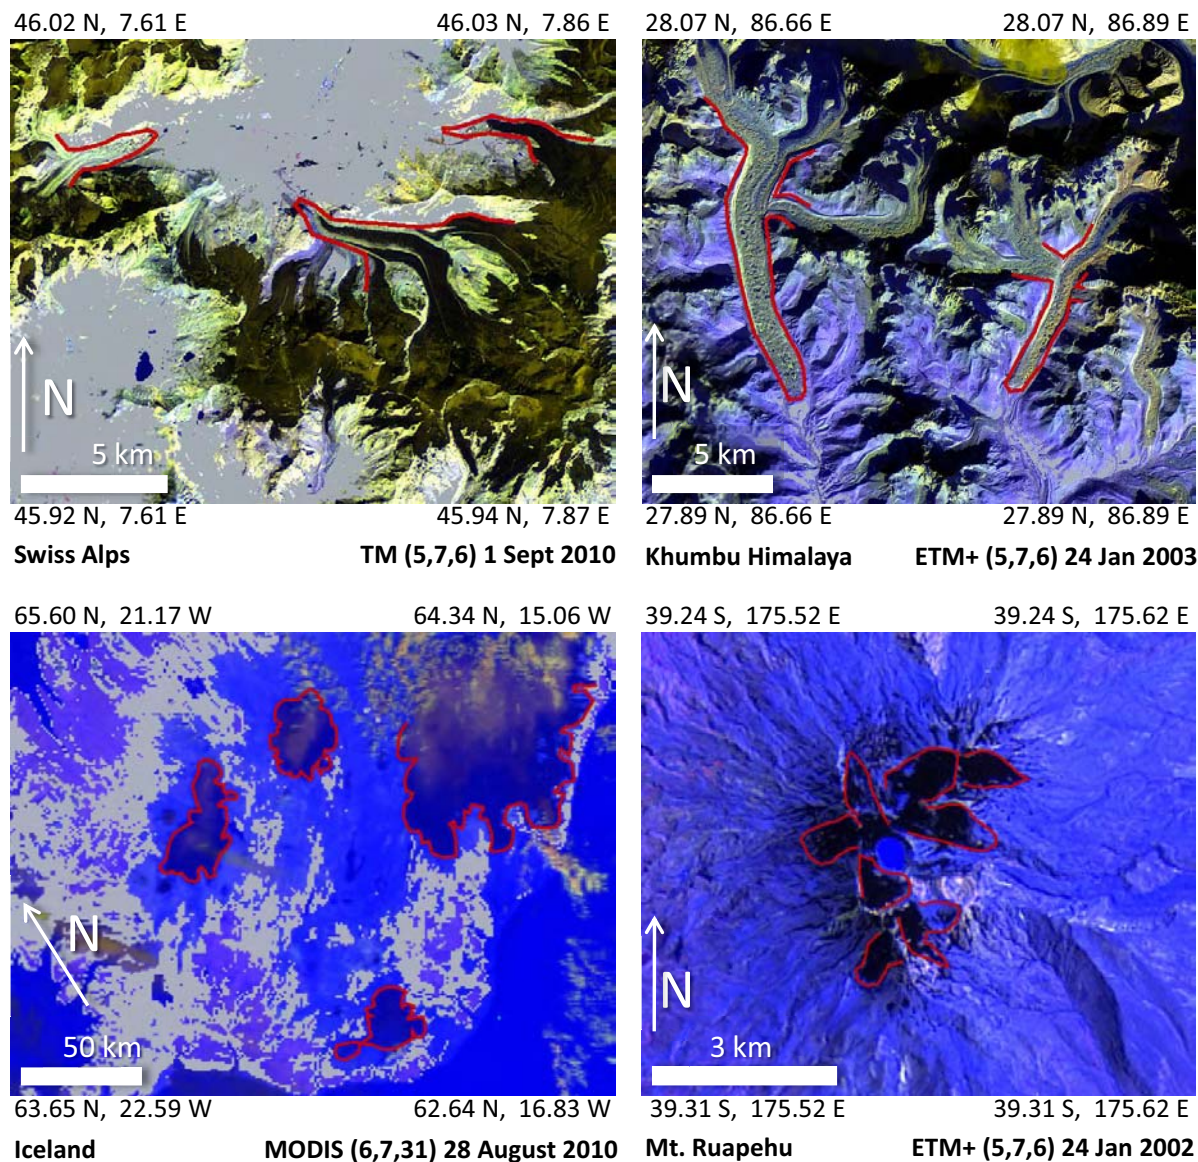 46.02 N, 7.61 E 46.03 N, 7.86 E
N
5 km
45.92 N, 7.61 E 45.94 N, 7.87 E
Swiss Alps TM (5,7,6) 1 Sept 2010
28.07 N, 86.66 E 28.07 N, 86.89 E
N
5 km
27.89 N, 86.66 E 27.89 N, 86.89 E
Khumbu Himalaya ETM+ (5,7,6) 24 Jan 2003
65.60 N, 21.17 W 64.34 N, 15.06 W
N
50 km
63.65 N, 22.59 W 62.64 N, 16.83 W
Iceland MODIS (6,7,31) 28 August 2010
39.24 S, 175.52 E 39.24 S, 175.62 E
N
3 km
39.31 S, 175.52 E 39.31 S, 175.62 E
Mt. Ruapehu ETM+ (5,7,6) 24 Jan 2002